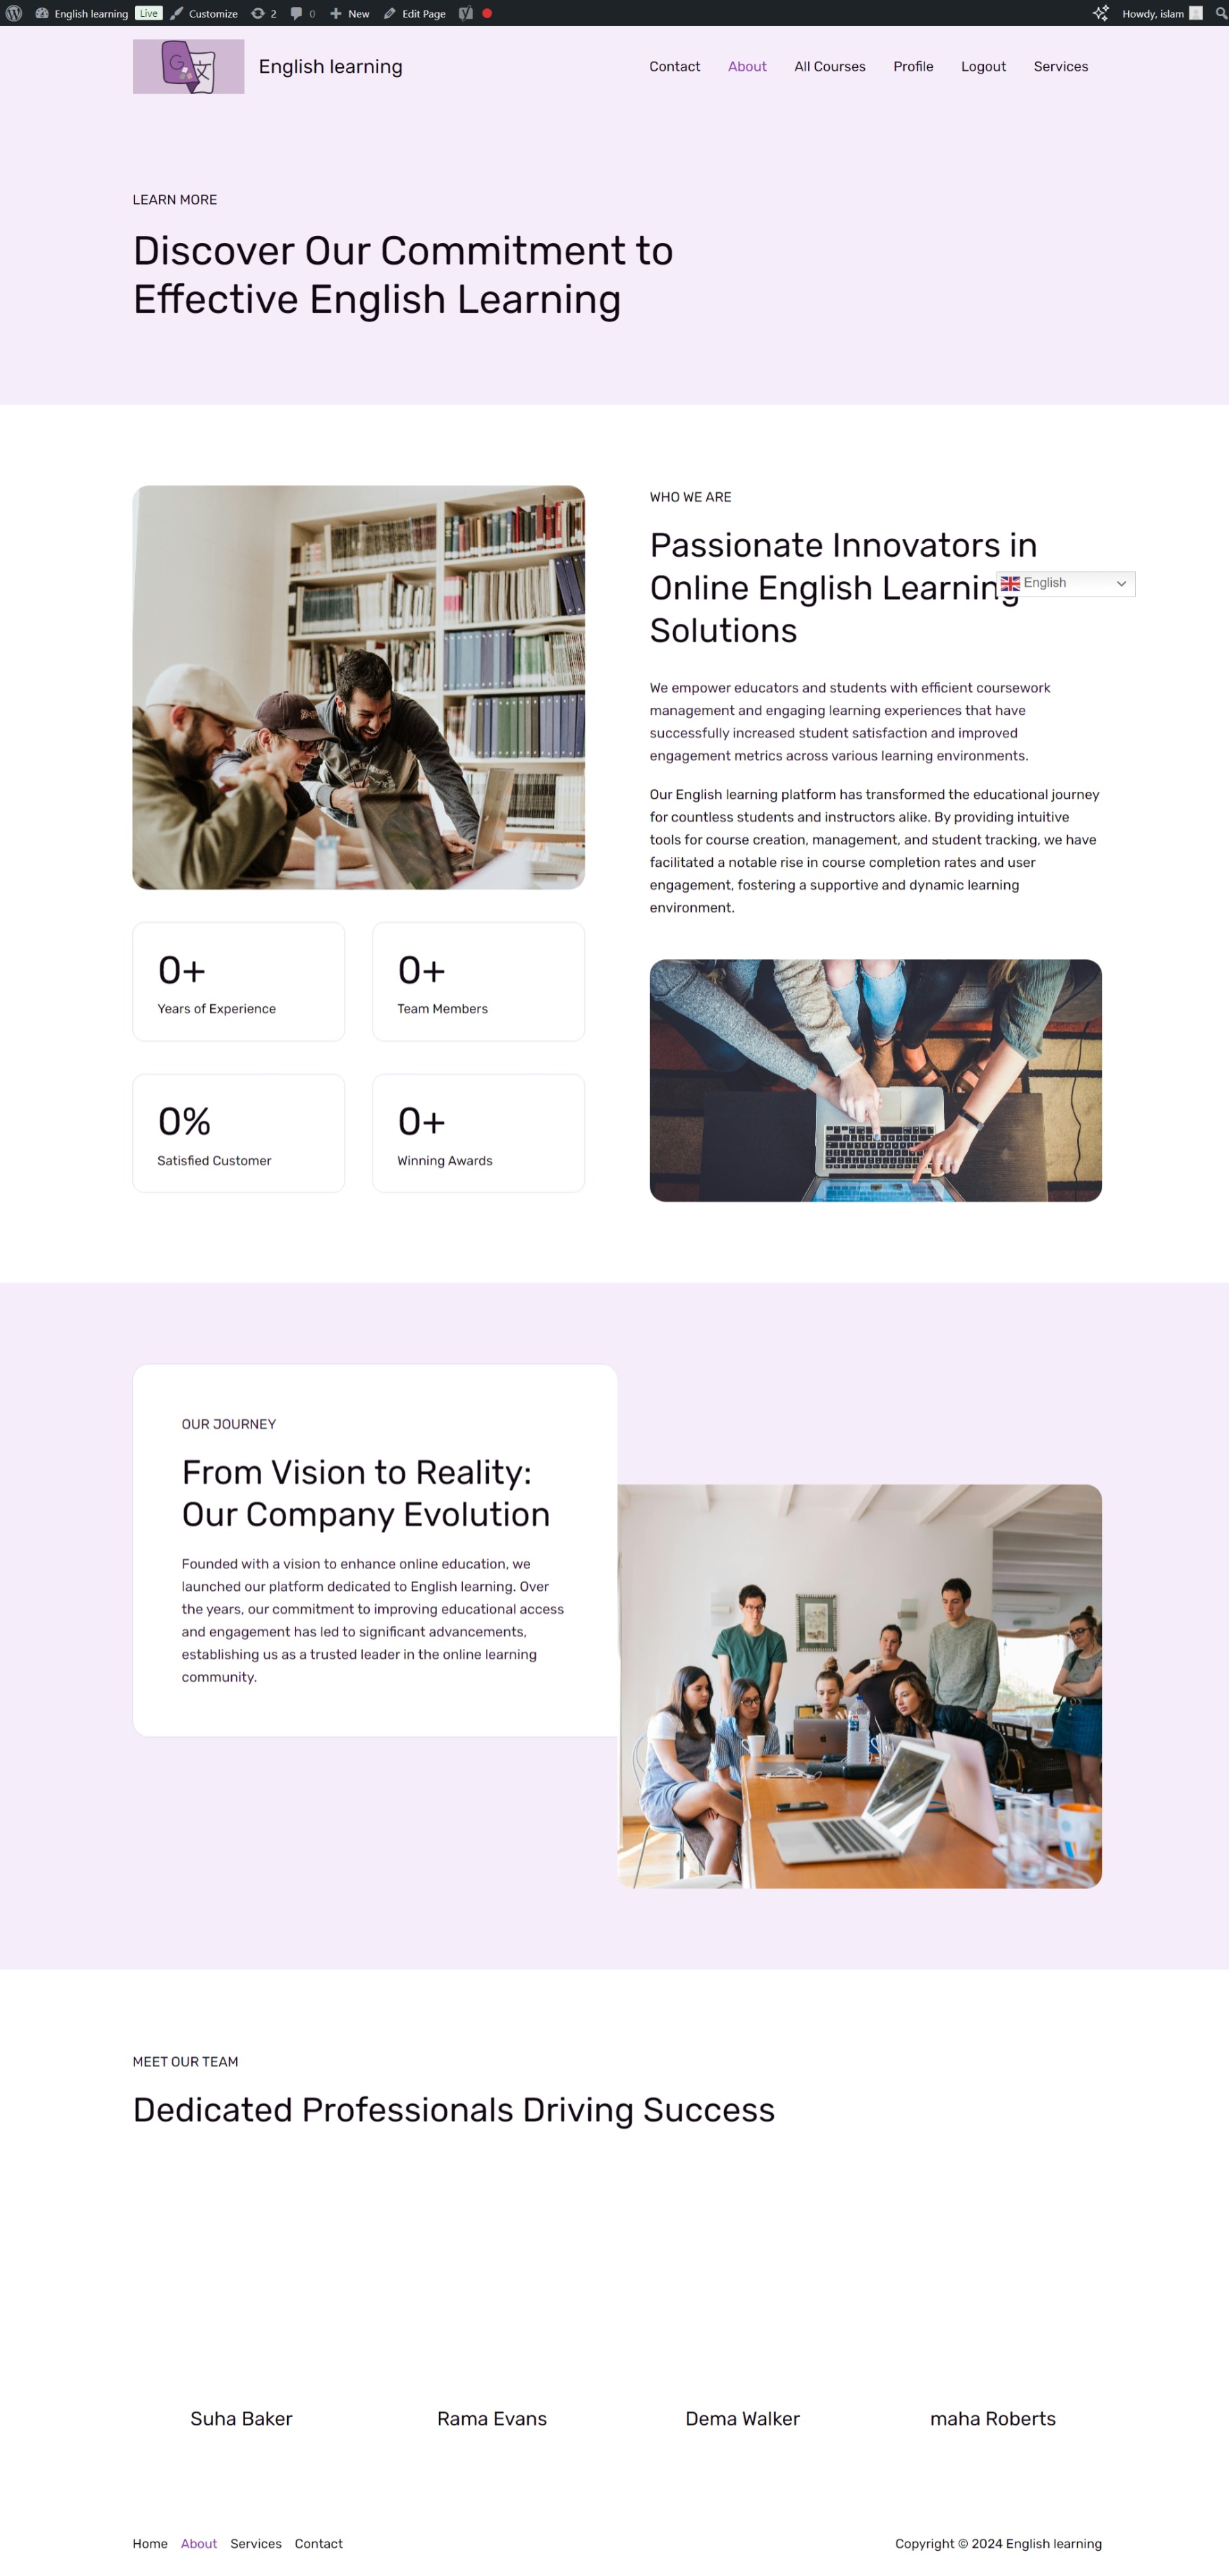 English learning Live Customize 2 0 New Edit Page Howdy, islam
G 文
English learning
Contact About All Courses Profile Logout Services
LEARN MORE
Discover Our Commitment to
Effective English Learning
WHO WE ARE
Passionate Innovators in
Online English Learning
Solutions
English
We empower educators and students with efficient coursework
management and engaging learning experiences that have
successfully increased student satisfaction and improved
engagement metrics across various learning environments.
Our English learning platform has transformed the educational journey
for countless students and instructors alike. By providing intuitive
tools for course creation, management, and student tracking, we have
facilitated a notable rise in course completion rates and user
engagement, fostering a supportive and dynamic learning
environment.
0+
Years of Experience
0+
Team Members
0%
Satisfied Customer
0+
Winning Awards
OUR JOURNEY
From Vision to Reality:
Our Company Evolution
Founded with a vision to enhance online education, we
launched our platform dedicated to English learning. Over
the years, our commitment to improving educational access
and engagement has led to significant advancements,
establishing us as a trusted leader in the online learning
community.
MEET OUR TEAM
Dedicated Professionals Driving Success
Suha Baker
Rama Evans
Dema Walker
maha Roberts
Home About Services Contact
Copyright © 2024 English learning